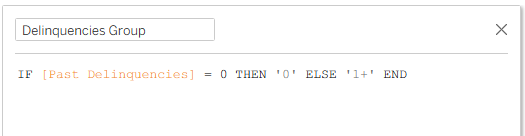 Delinquencies Group
IF [Past Delinquencies] = 0 THEN '0' ELSE '1+' END